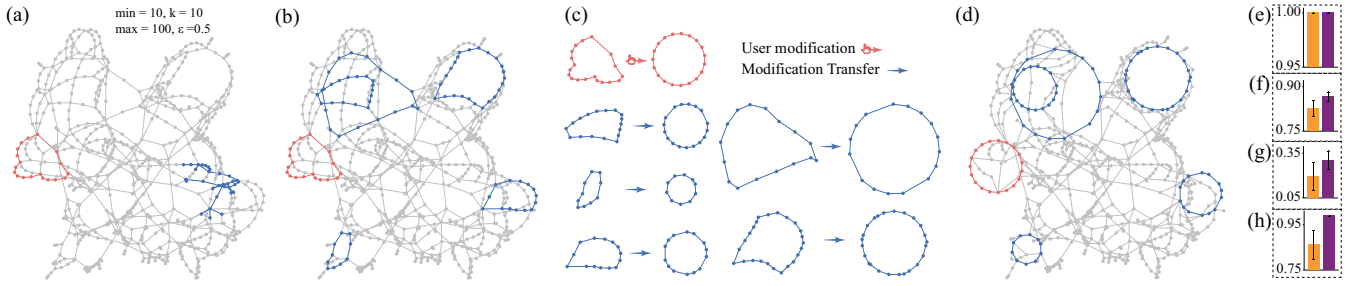 (a)
min = 10, k = 10
max = 100, ε =0.5
(b)
(c)
User modification
Modification Transfer
(d)
(e)
1.00
0.95
(f)
0.90
0.75
(g)
0.35
0.05
(h)
0.95
0.75